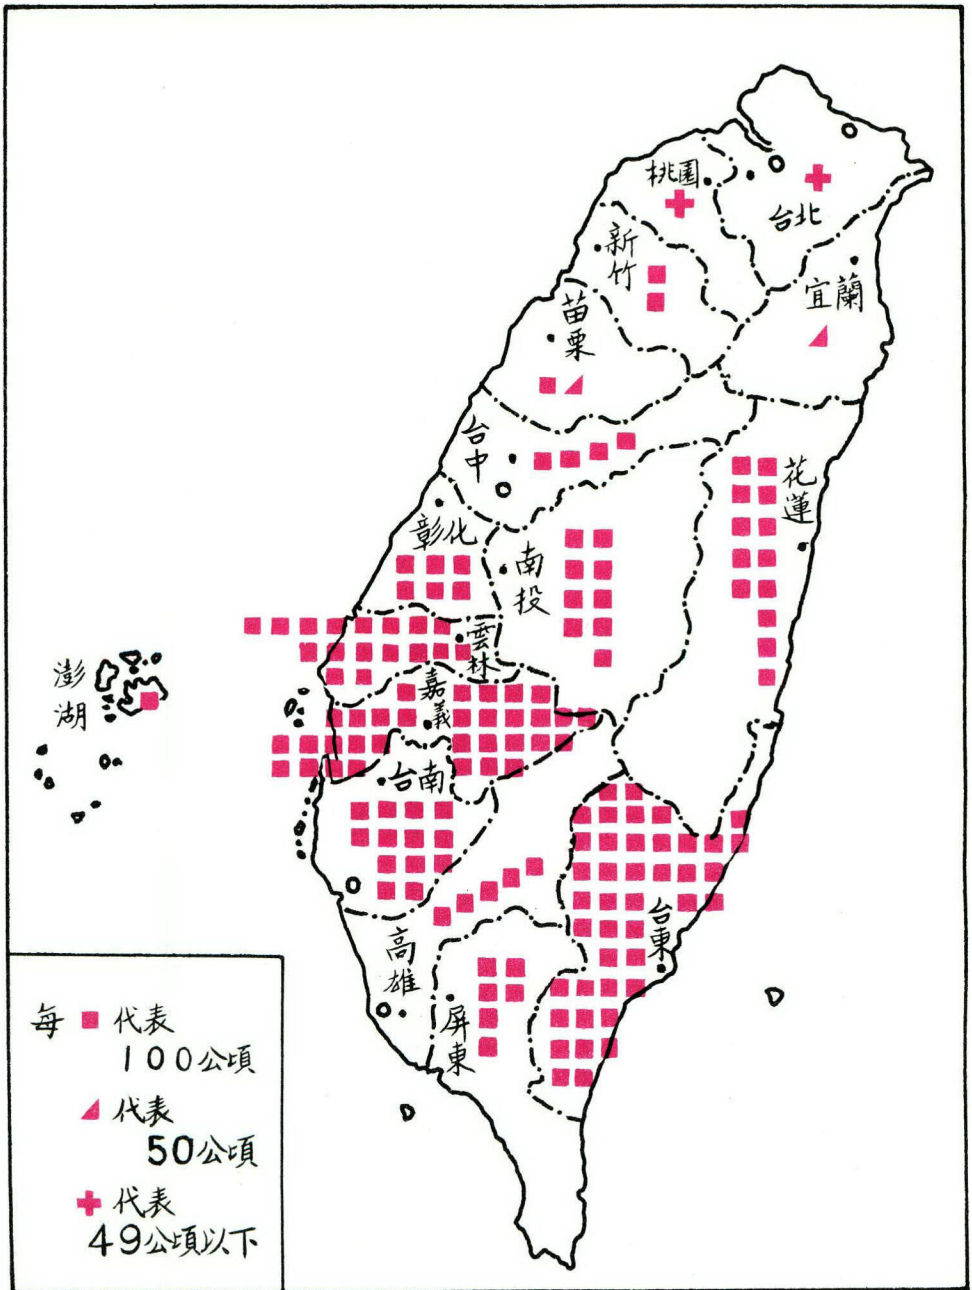 桃園
台北
新竹
宜蘭
苗栗
台中
花蓮
彰化
南投
雲林
澎湖
嘉義
台南
台東
高雄
屏東
每■代表
100公頃
代表
50公頃
代表
49公頃以下